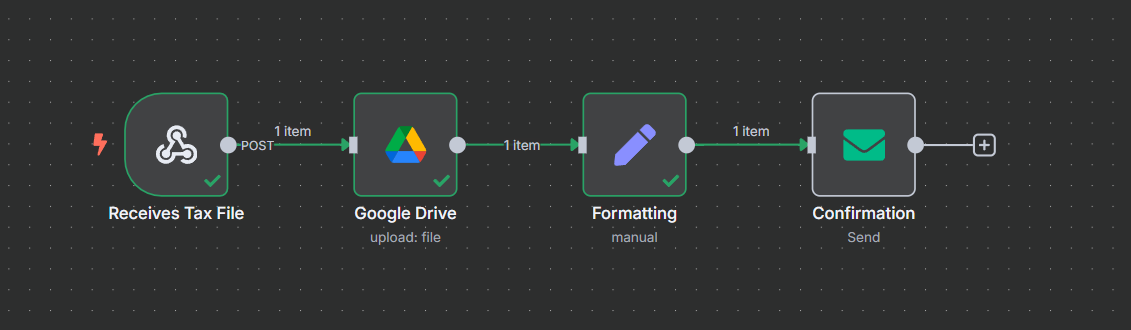 1 item
POST
1 item
1 item
Receives Tax File
Google Drive
upload: file
Formatting
manual
Confirmation
Send